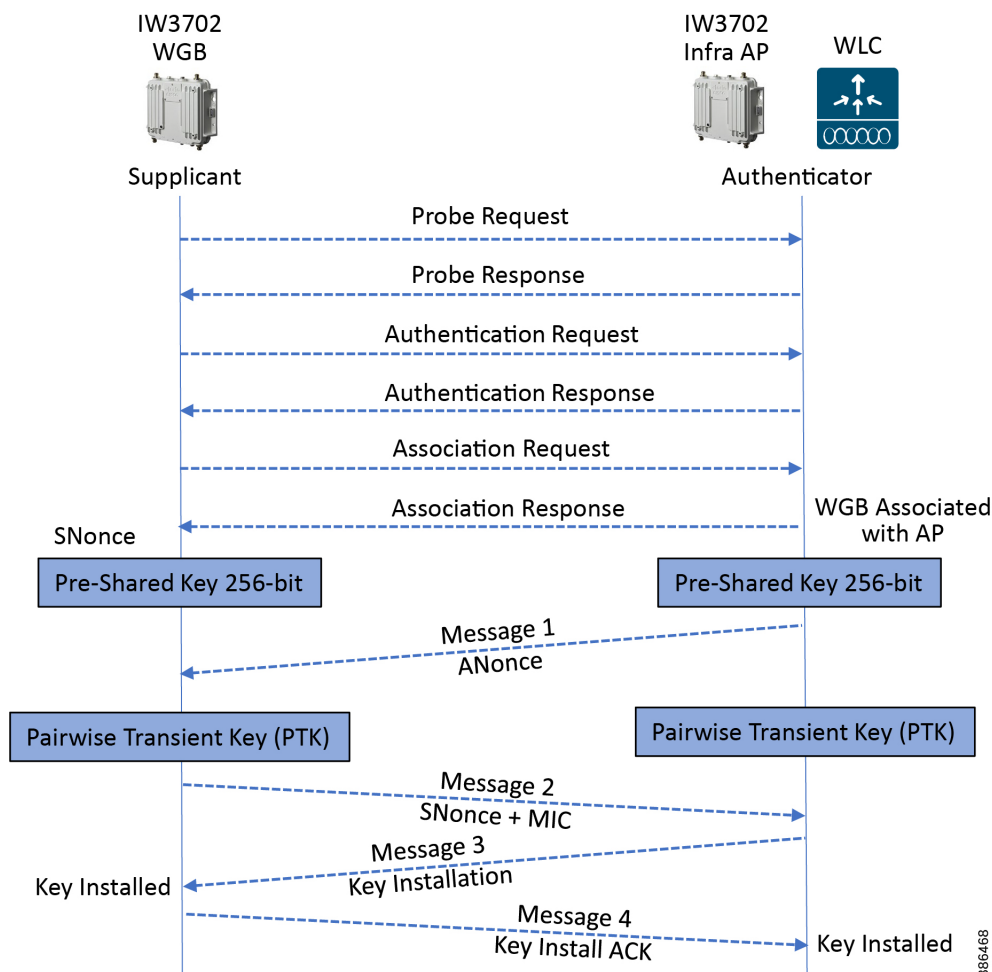 IW3702
WGB
IW3702
Infra AP
WLC
Supplicant
Authenticator
Probe Request
Probe Response
Authentication Request
Authentication Response
Association Request
Association Response
WGB Associated
with AP
SNonce
Pre-Shared Key 256-bit
Pre-Shared Key 256-bit
Message 1
ANonce
Pairwise Transient Key (PTK)
Pairwise Transient Key (PTK)
Message 2
SNonce + MIC
Message 3
Key Installation
Key Installed
Message 4
Key Install ACK
Key Installed